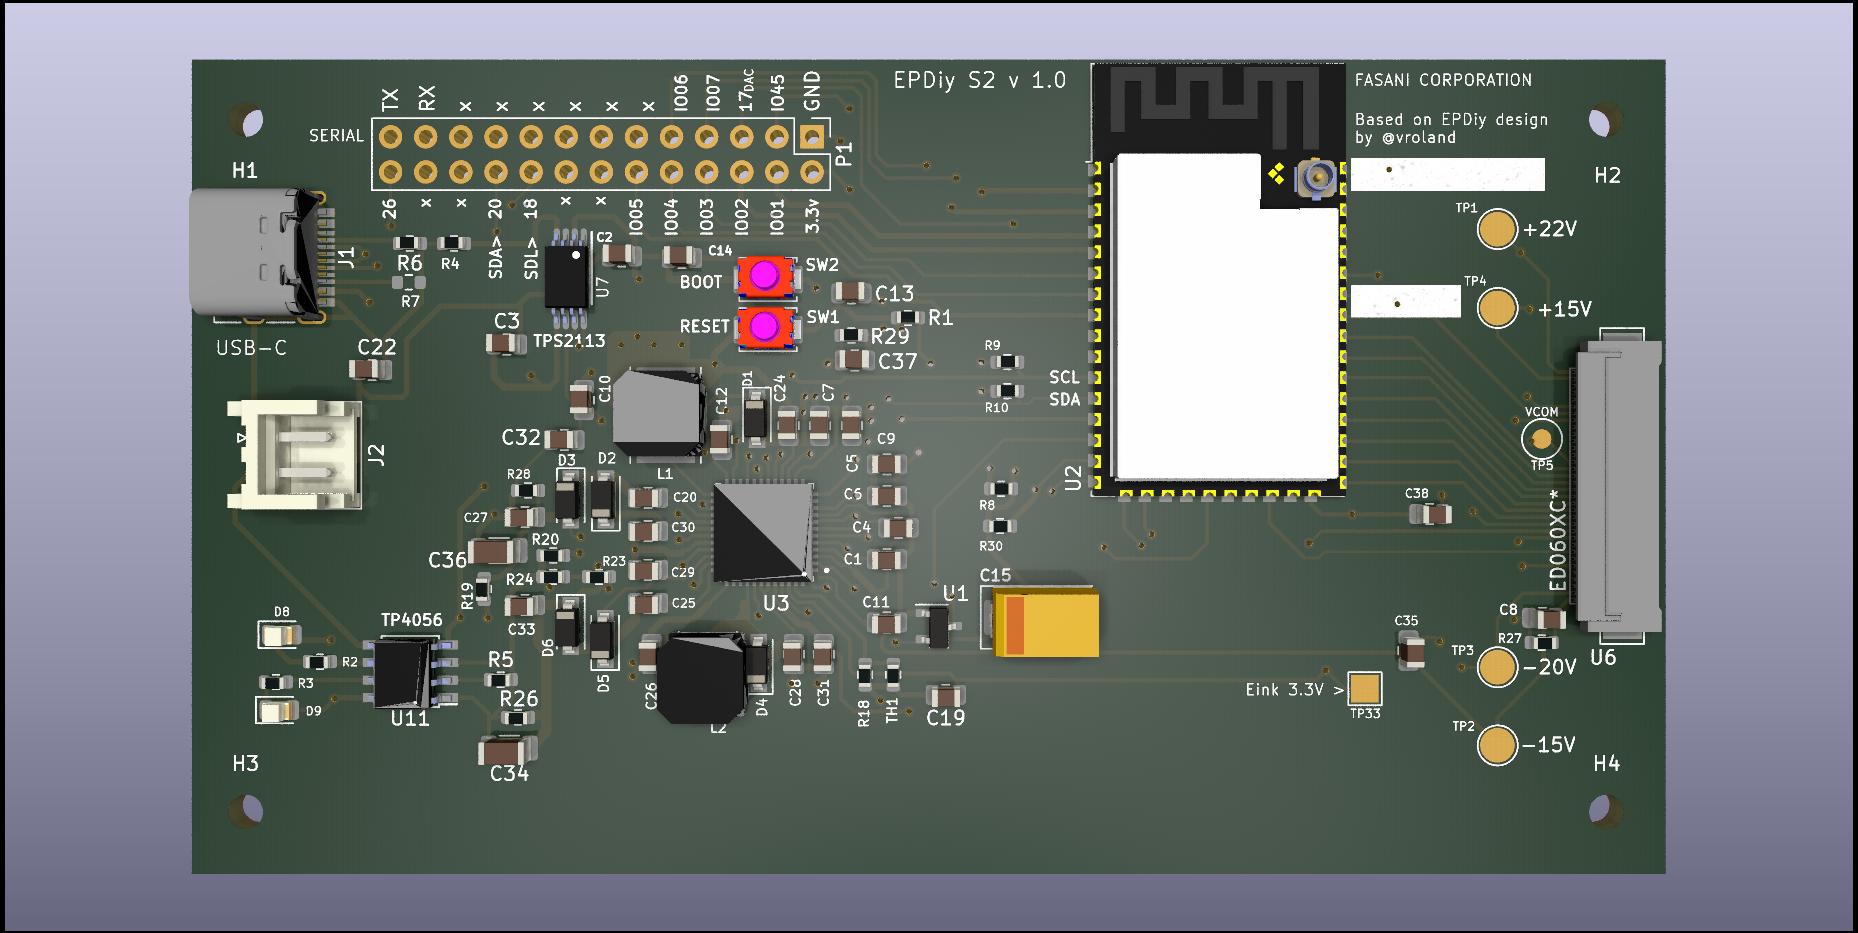 EPDiy S2 v 1.0
FASANI CORPORATION
Based on EPDiy design
by @vroland
TX
RX
x
x
x
x
x
x
IO06
IO07
17DAC
IO45
GND
SERIAL
P1
26
x
x
SDA> 20
SDL> 18
x
x
IO05
IO04
IO03
IO02
IO01
3.3v
H1
H2
TP1
+22V
J1
R6
R4
R7
C2
C14
U7
TPS2113
BOOT
SW2
RESET
SW1
C13
R1
R29
C37
TP4
+15V
USB-C
C22
C3
R9
R10
SCL
SDA
C10
C12
D1
C24
C7
L1
C32
C9
C5
C6
C4
C1
J2
VCOM
TP5
U2
R28
D3
D2
C20
C27
C30
R8
R30
C38
ED060XC*
C36
R20
R23
R24
C29
R19
C33
C25
U3
C15
C11
U1
D8
TP4056
D6
D5
C8
R27
C35
U6
R2
R3
D9
U11
R5
R26
C34
C26
L2
D4
C28
C31
R18
TH1
C19
TP3
-20V
Eink 3.3V >
TP33
TP2
-15V
H3
H4